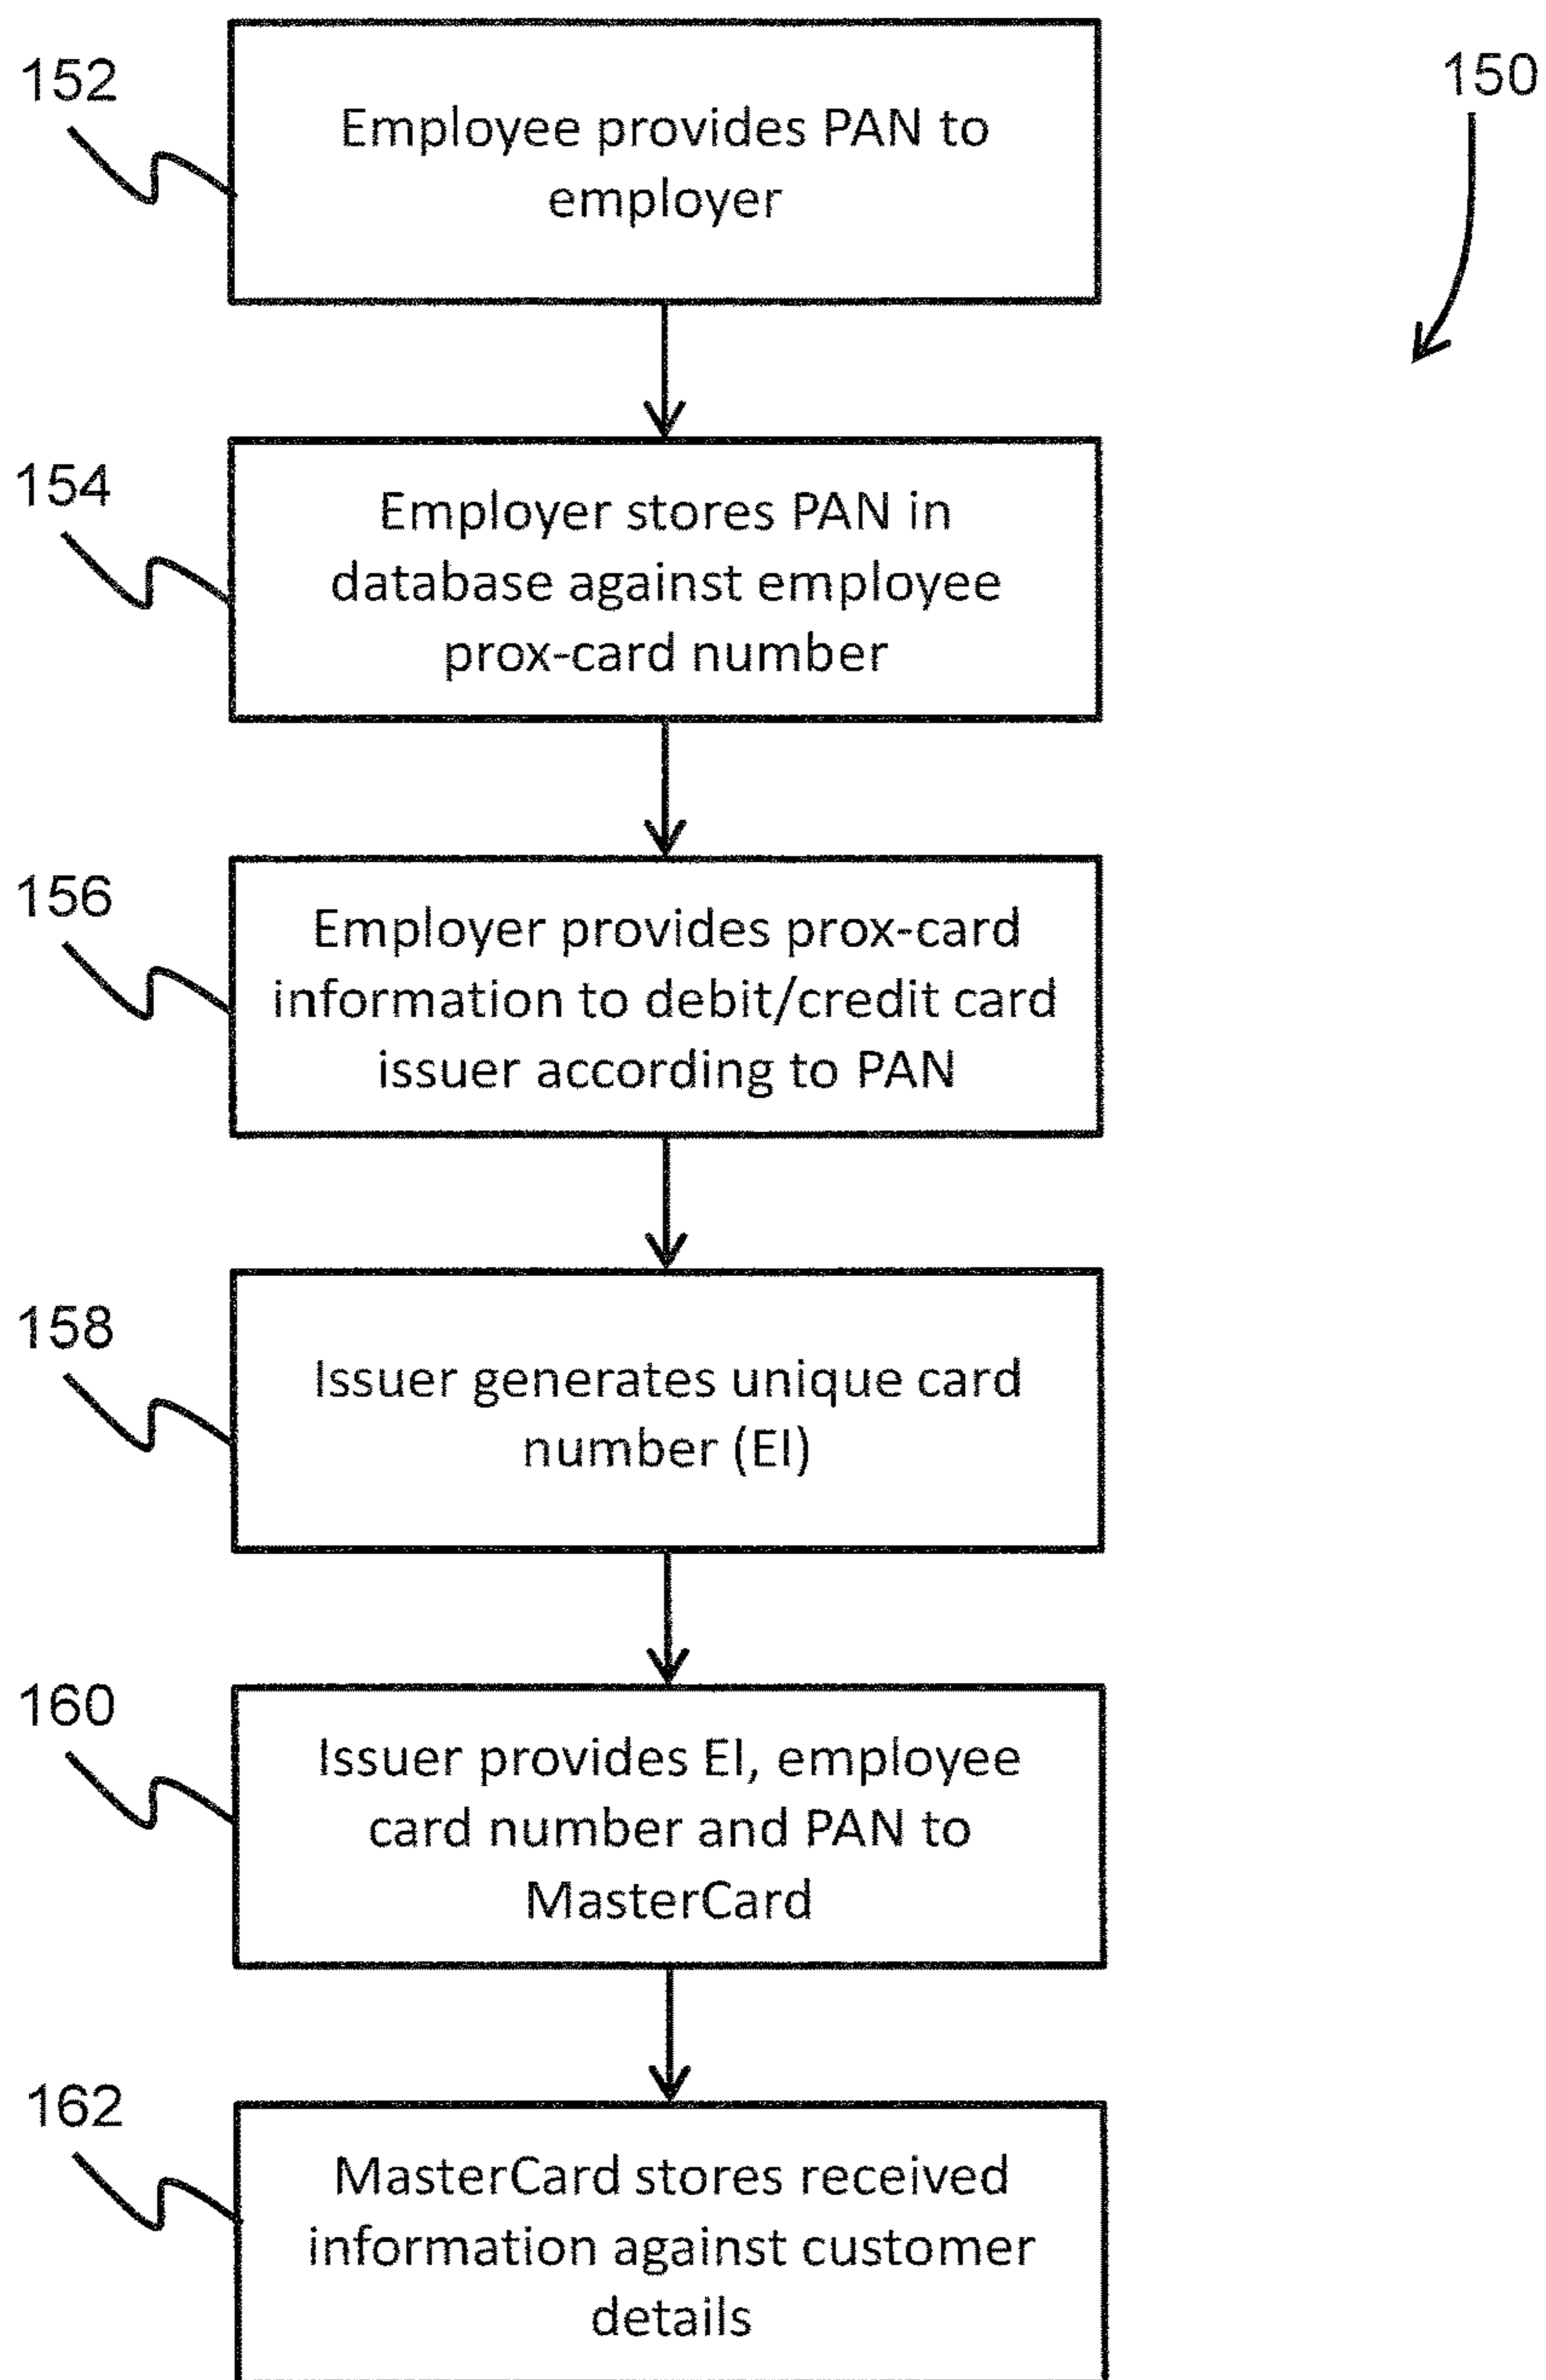 150
152
Employee provides PAN to
employer
154
Employer stores PAN in
database against employee
prox-card number
156
Employer provides prox-card
information to debit/credit card
issuer according to PAN
158
Issuer generates unique card
number (EI)
160
Issuer provides EI, employee
card number and PAN to
MasterCard
162
MasterCard stores received
information against customer
details